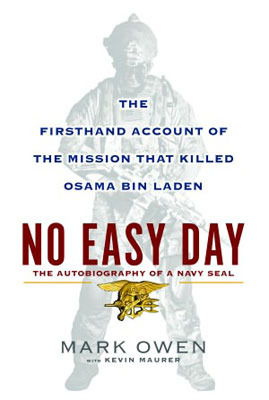 THE
FIRSTHAND ACCOUNT OF
THE MISSION THAT KILLED
OSAMA BIN LADEN
NO EASY DAY
THE AUTOBIOGRAPHY OF A NAVY SEAL
MARK OWEN
WITH KEVIN MAURER